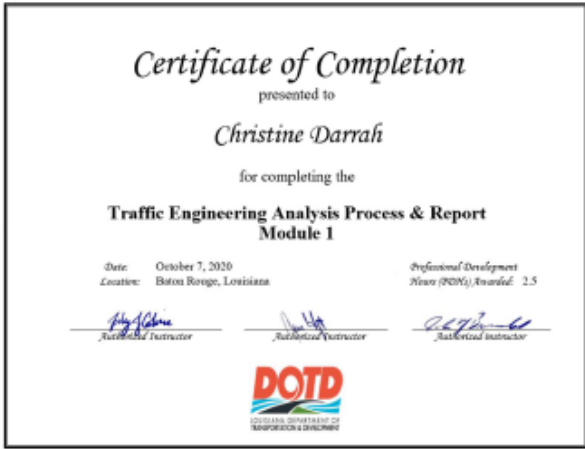 Certificate of Completion
presented to
Christine Darrah
for completing the
Traffic Engineering Analysis Process & Report
Module 1
Date: October 7, 2020
Location: Baton Rouge, Louisiana
Professional Development
Hours (PDHs) Awarded: 2.5
Authorized Instructor
Authorized Instructor
Authorized Instructor
DOTD
LOUISIANA DEPARTMENT OF
TRANSPORTATION & DEVELOPMENT